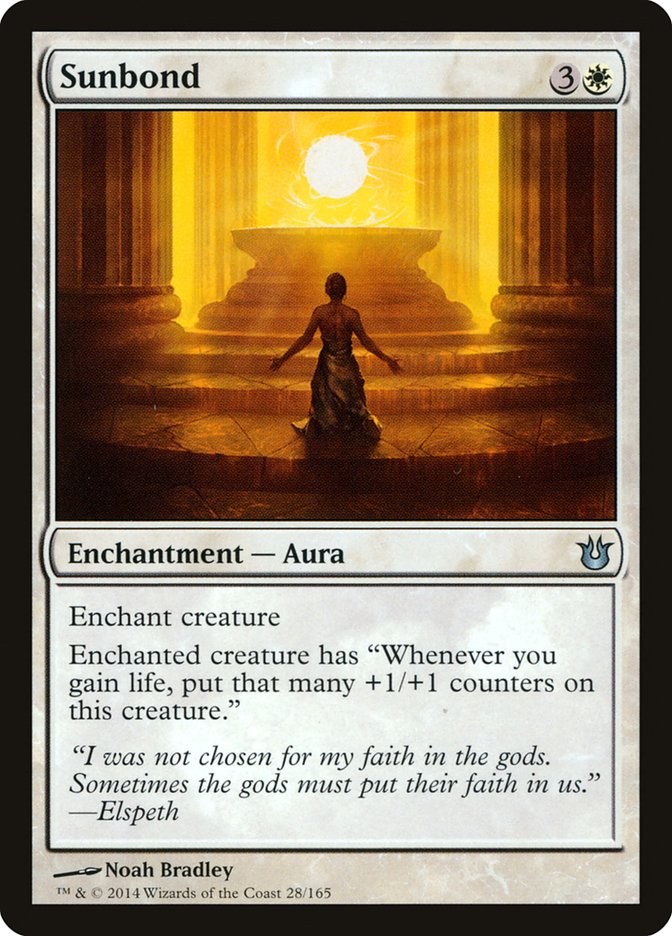 Sunbond 3
Enchantment — Aura
Enchant creature
Enchanted creature has “Whenever you
gain life, put that many +1/+1 counters on
this creature.”
“I was not chosen for my faith in the gods.
Sometimes the gods must put their faith in us.”
—Elspeth
Noah Bradley
™ & © 2014 Wizards of the Coast 28/165